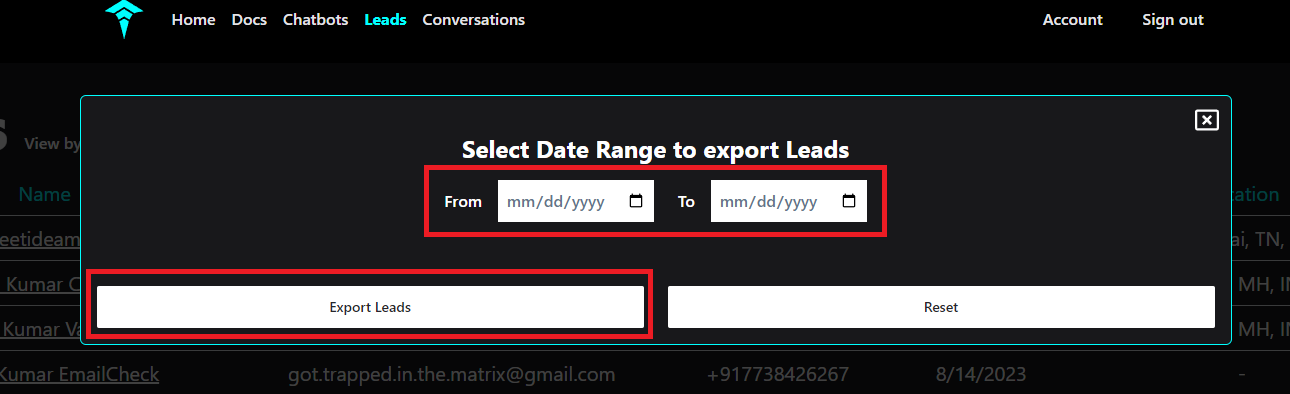 Home Docs Chatbots Leads Conversations Account Sign out
View by
Select Date Range to export Leads
Name
From mm/dd/yyyy To mm/dd/yyyy
eetideam ai, TN,
Kumar C MH, IN
Kumar Va MH, IN
Export Leads Reset
Kumar EmailCheck got.trapped.in.the.matrix@gmail.com +917738426267 8/14/2023 -